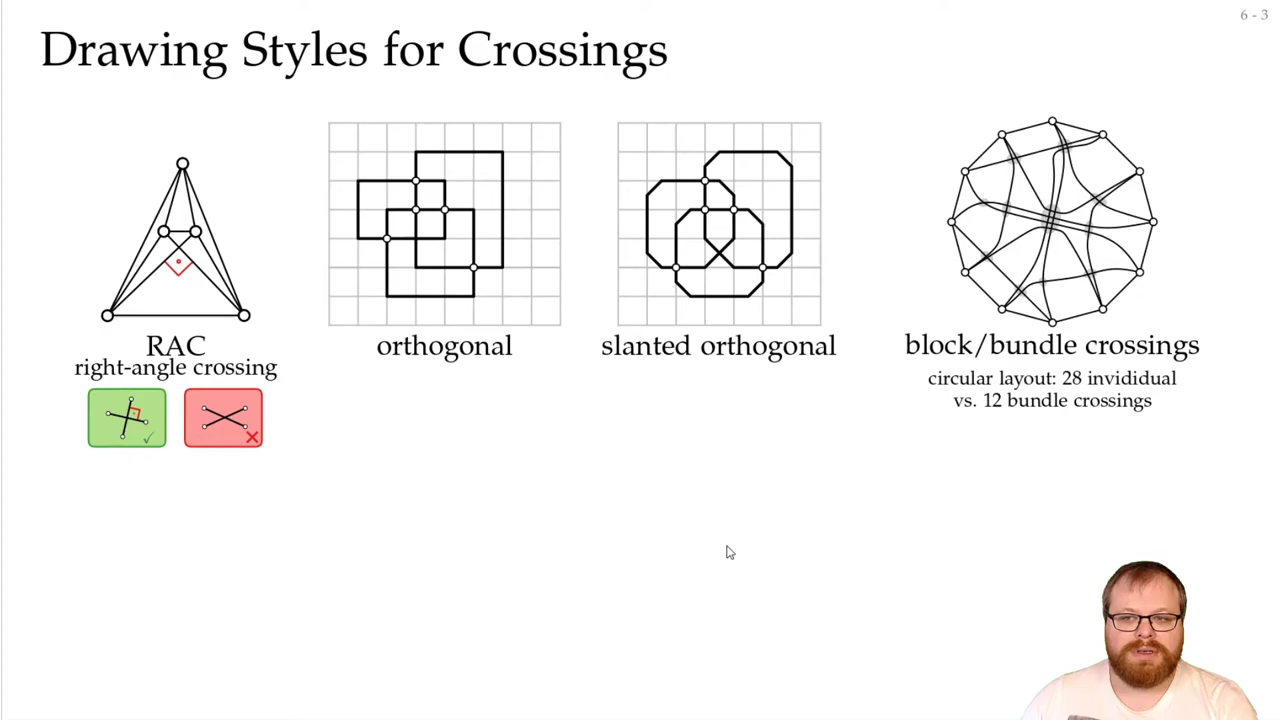 6 - 3
Drawing Styles for Crossings
RAC
right-angle crossing
orthogonal
slanted orthogonal
block/bundle crossings
circular layout: 28 invididual
vs. 12 bundle crossings